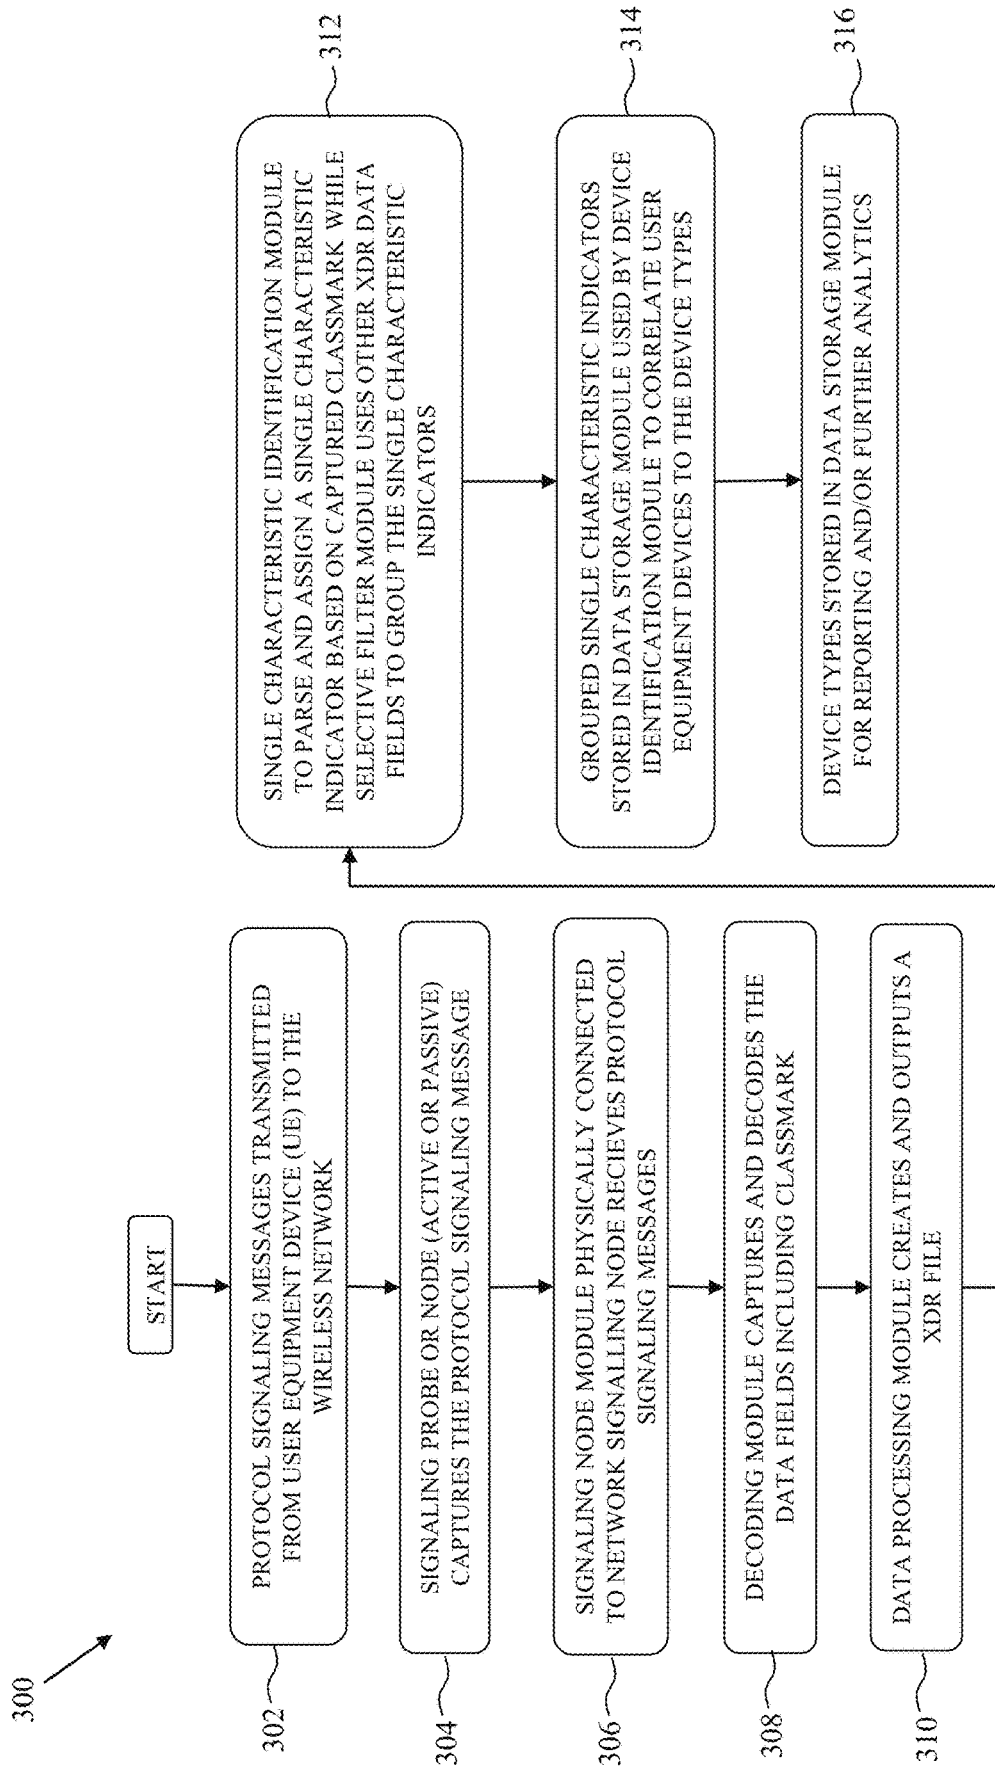 300
START
302
PROTOCOL SIGNALING MESSAGES TRANSMITTED
FROM USER EQUIPMENT DEVICE (UE) TO THE
WIRELESS NETWORK
304
SIGNALING PROBE OR NODE (ACTIVE OR PASSIVE)
CAPTURES THE PROTOCOL SIGNALING MESSAGE
306
SIGNALING NODE MODULE PHYSICALLY CONNECTED
TO NETWORK SIGNALLING NODE RECIEVES PROTOCOL
SIGNALING MESSAGES
308
DECODING MODULE CAPTURES AND DECODES THE
DATA FIELDS INCLUDING CLASSMARK
310
DATA PROCESSING MODULE CREATES AND OUTPUTS A
XDR FILE
312
SINGLE CHARACTERISTIC IDENTIFICATION MODULE
TO PARSE AND ASSIGN A SINGLE CHARACTERISTIC
INDICATOR BASED ON CAPTURED CLASSMARK WHILE
SELECTIVE FILTER MODULE USES OTHER XDR DATA
FIELDS TO GROUP THE SINGLE CHARACTERISTIC
INDICATORS
314
GROUPED SINGLE CHARACTERISTIC INDICATORS
STORED IN DATA STORAGE MODULE USED BY DEVICE
IDENTIFICATION MODULE TO CORRELATE USER
EQUIPMENT DEVICES TO THE DEVICE TYPES
316
DEVICE TYPES STORED IN DATA STORAGE MODULE
FOR REPORTING AND/OR FURTHER ANALYTICS